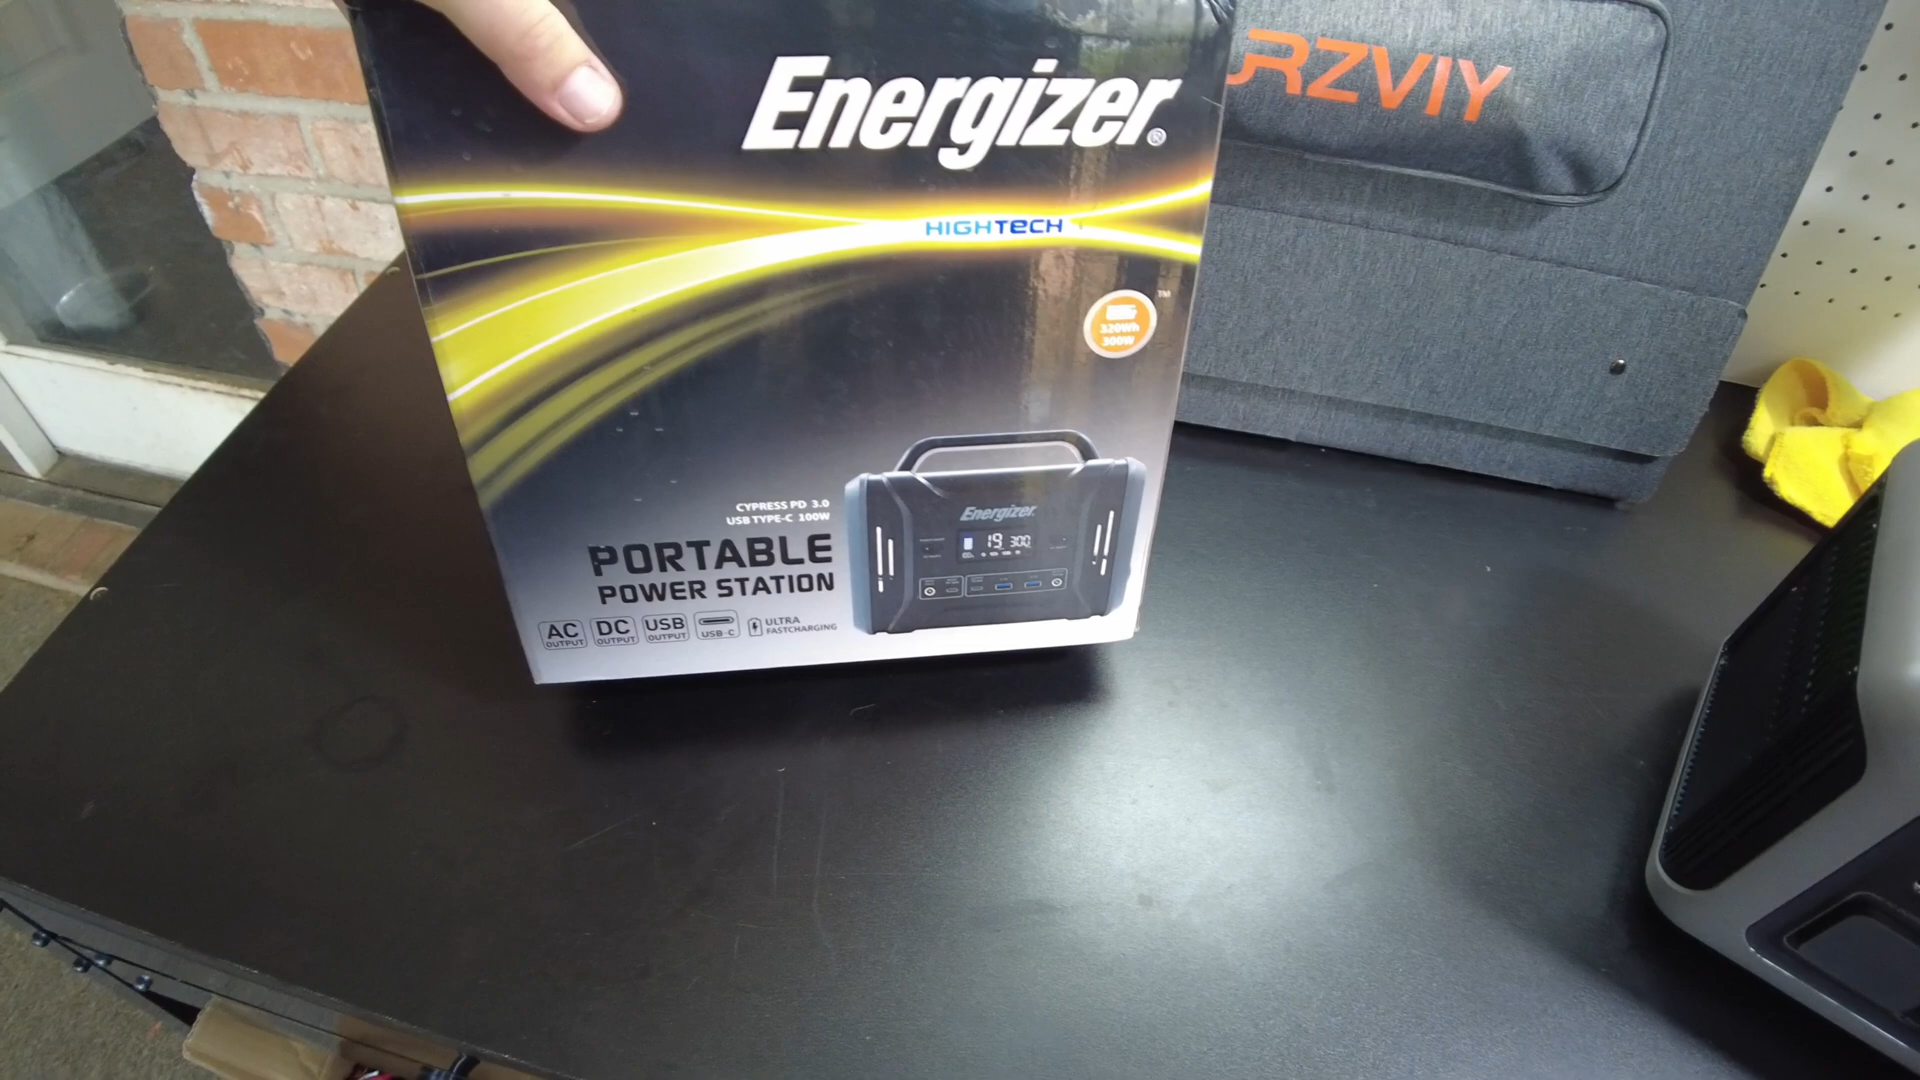 Energizer®
HIGHTECH
TM
320Wh
300W
CYPRESS PD 3.0
USB TYPE-C 100W
PORTABLE
POWER STATION
AC
OUTPUT
DC
OUTPUT
USB
OUTPUT
USB-C
ULTRA
FASTCHARGING
Energizer
19 300
RZVIY